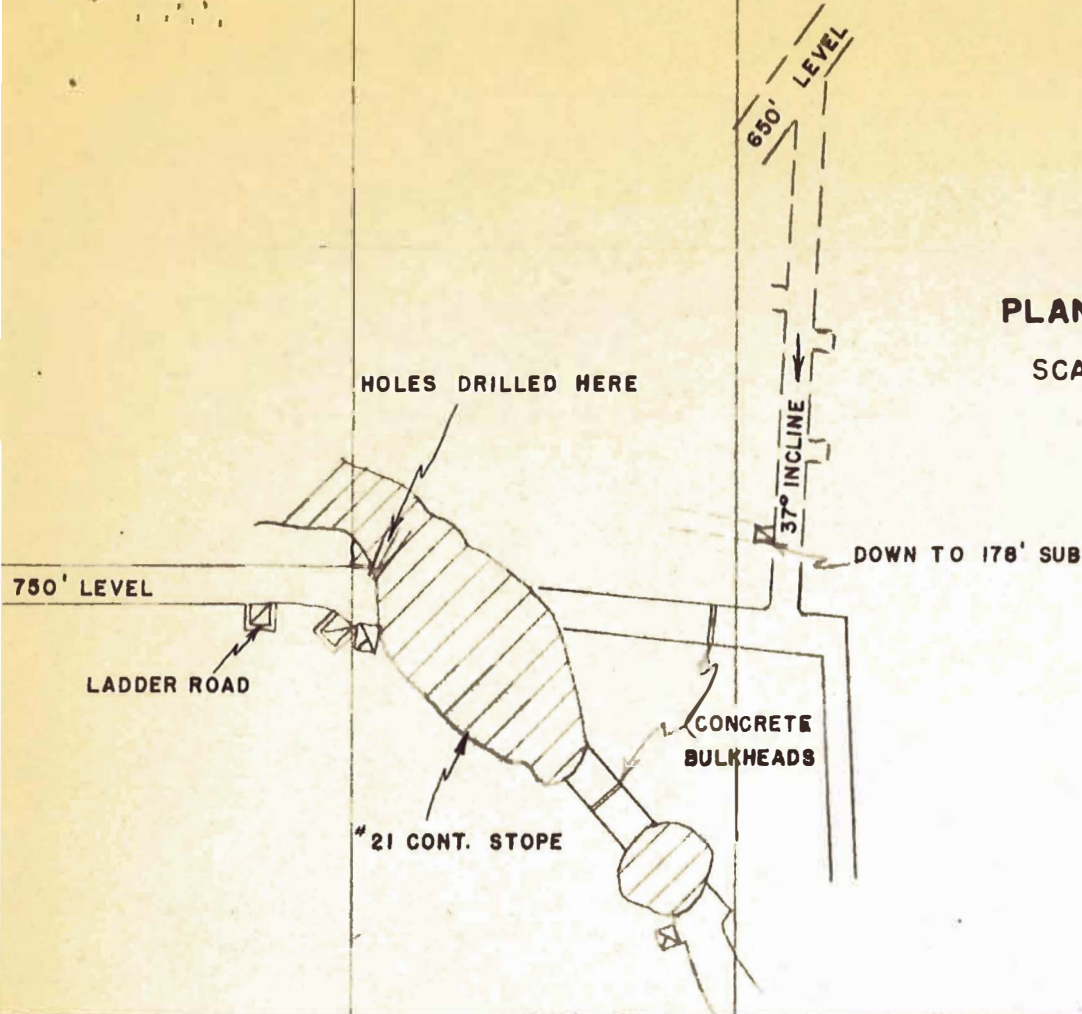 650' LEVEL
PLAN
SCA
HOLES DRILLED HERE
37° INCLINE
DOWN TO 178' SUB
750' LEVEL
LADDER ROAD
CONCRETE
BULKHEADS
#21 CONT. STOPE